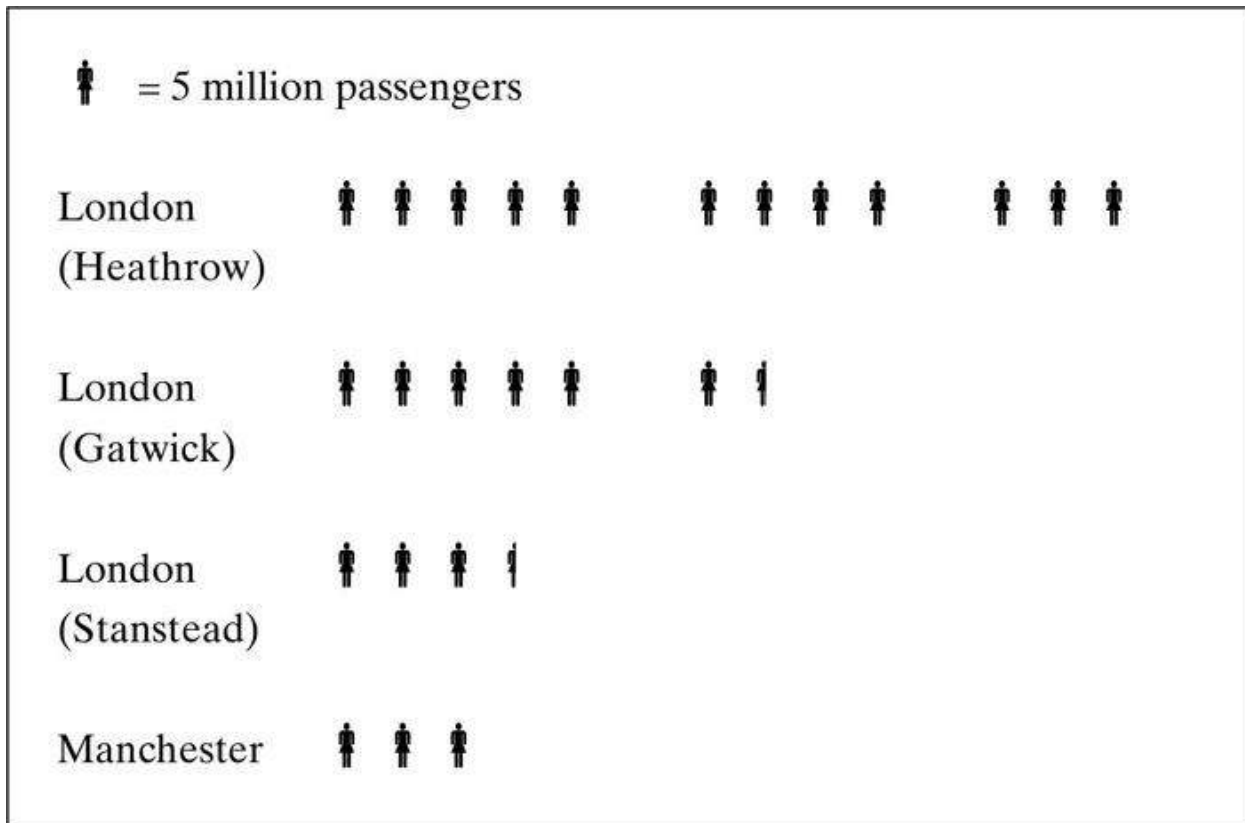 = 5 million passengers
London
(Heathrow)
London
(Gatwick)
London
(Stanstead)
Manchester